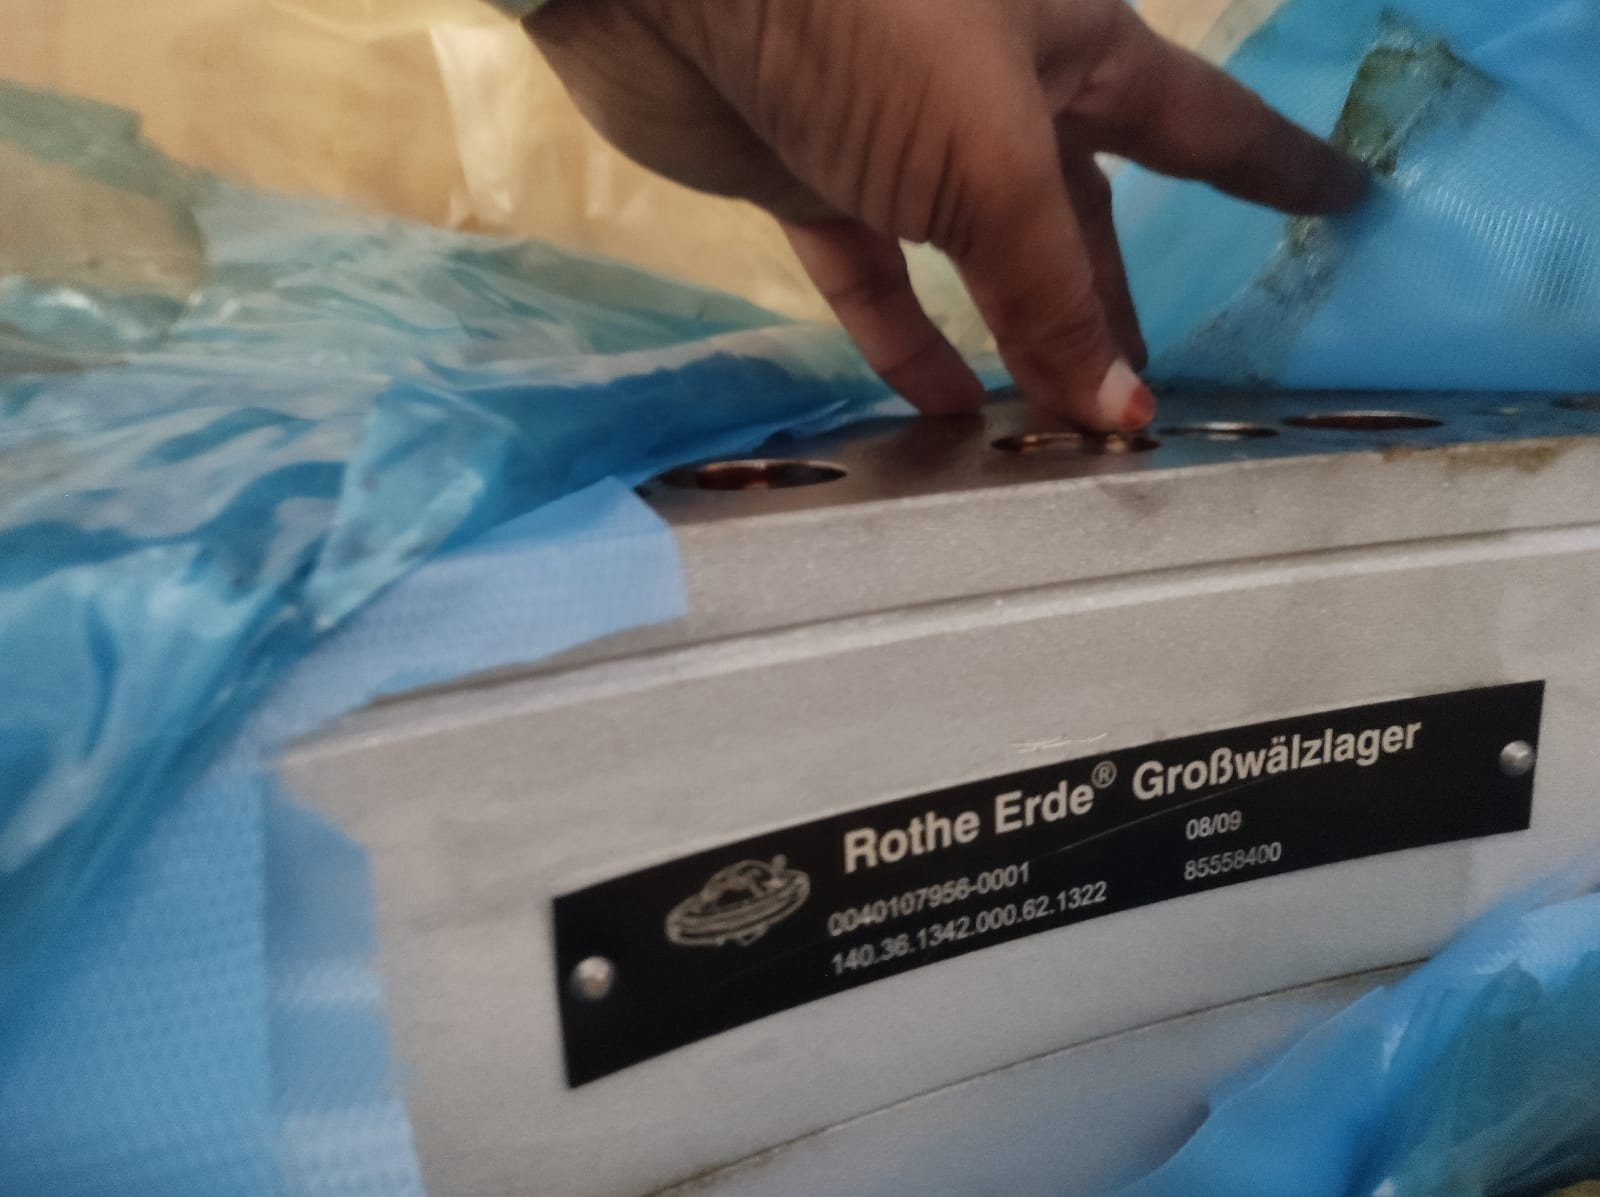 Rothe Erde® Großwälzlager
08/09
0040107956-0001
85558400
140.36.1342.000.62.1322